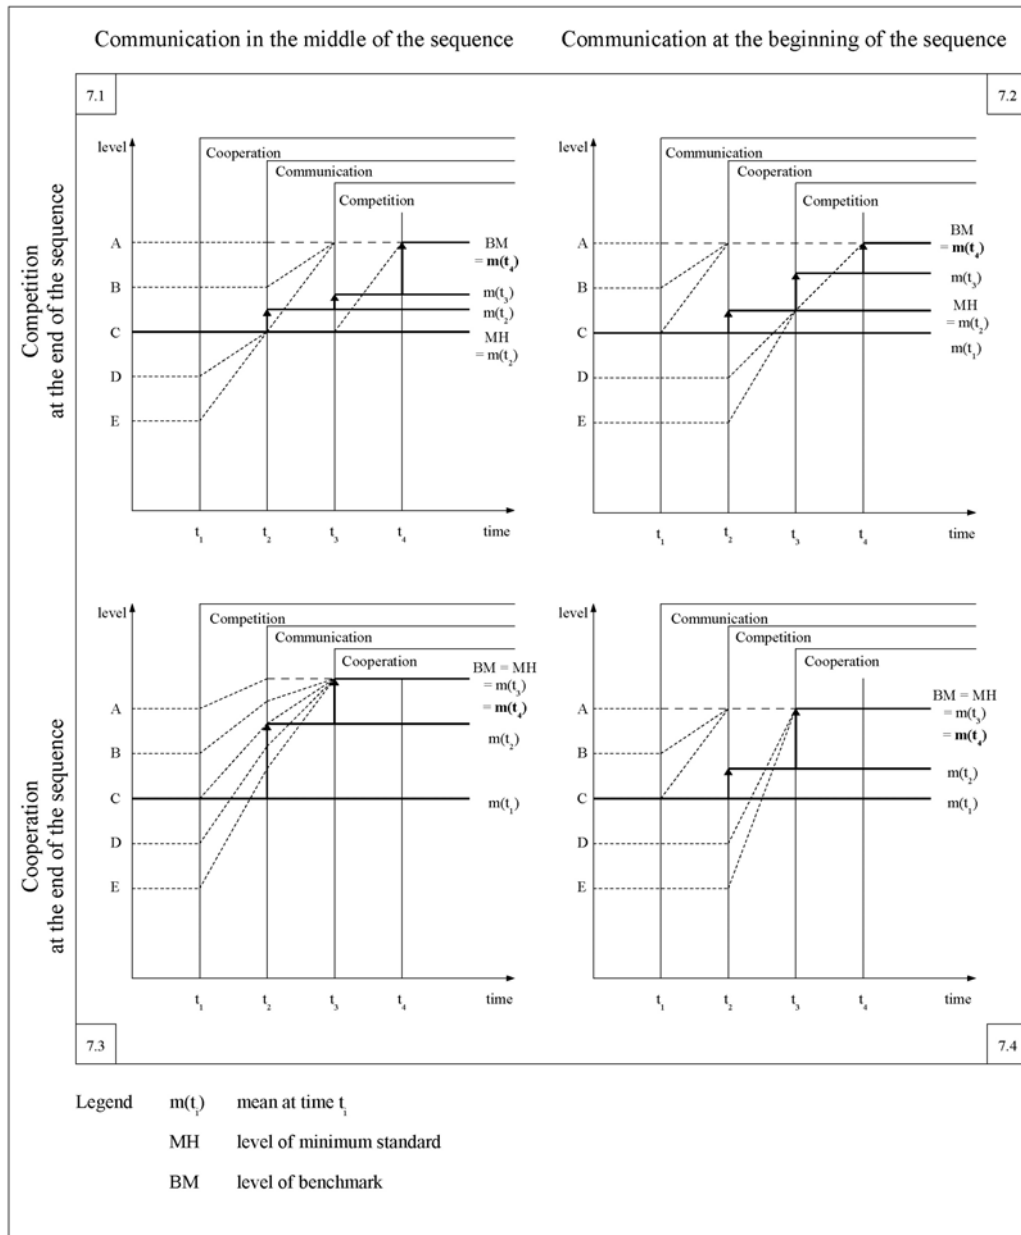 Communication in the middle of the sequence
Communication at the beginning of the sequence
Competition
at the end of the sequence
Cooperation
at the end of the sequence
7.1
level
Cooperation
Communication
Competition
A
B
C
D
E
BM
= m(t4)
m(t3)
m(t2)
MH
= m(t2)
t1
t2
t3
t4
time
7.2
level
Communication
Cooperation
Competition
A
B
C
D
E
BM
= m(t4)
m(t3)
MH
= m(t2)
m(t1)
t1
t2
t3
t4
time
level
Competition
Communication
Cooperation
A
B
C
D
E
BM = MH
= m(t3)
= m(t4)
m(t2)
m(t1)
t1
t2
t3
t4
time
7.3
level
Communication
Competition
Cooperation
A
B
C
D
E
BM = MH
= m(t3)
= m(t4)
m(t2)
m(t1)
t1
t2
t3
t4
time
7.4
Legend m(ti) mean at time ti
MH level of minimum standard
BM level of benchmark